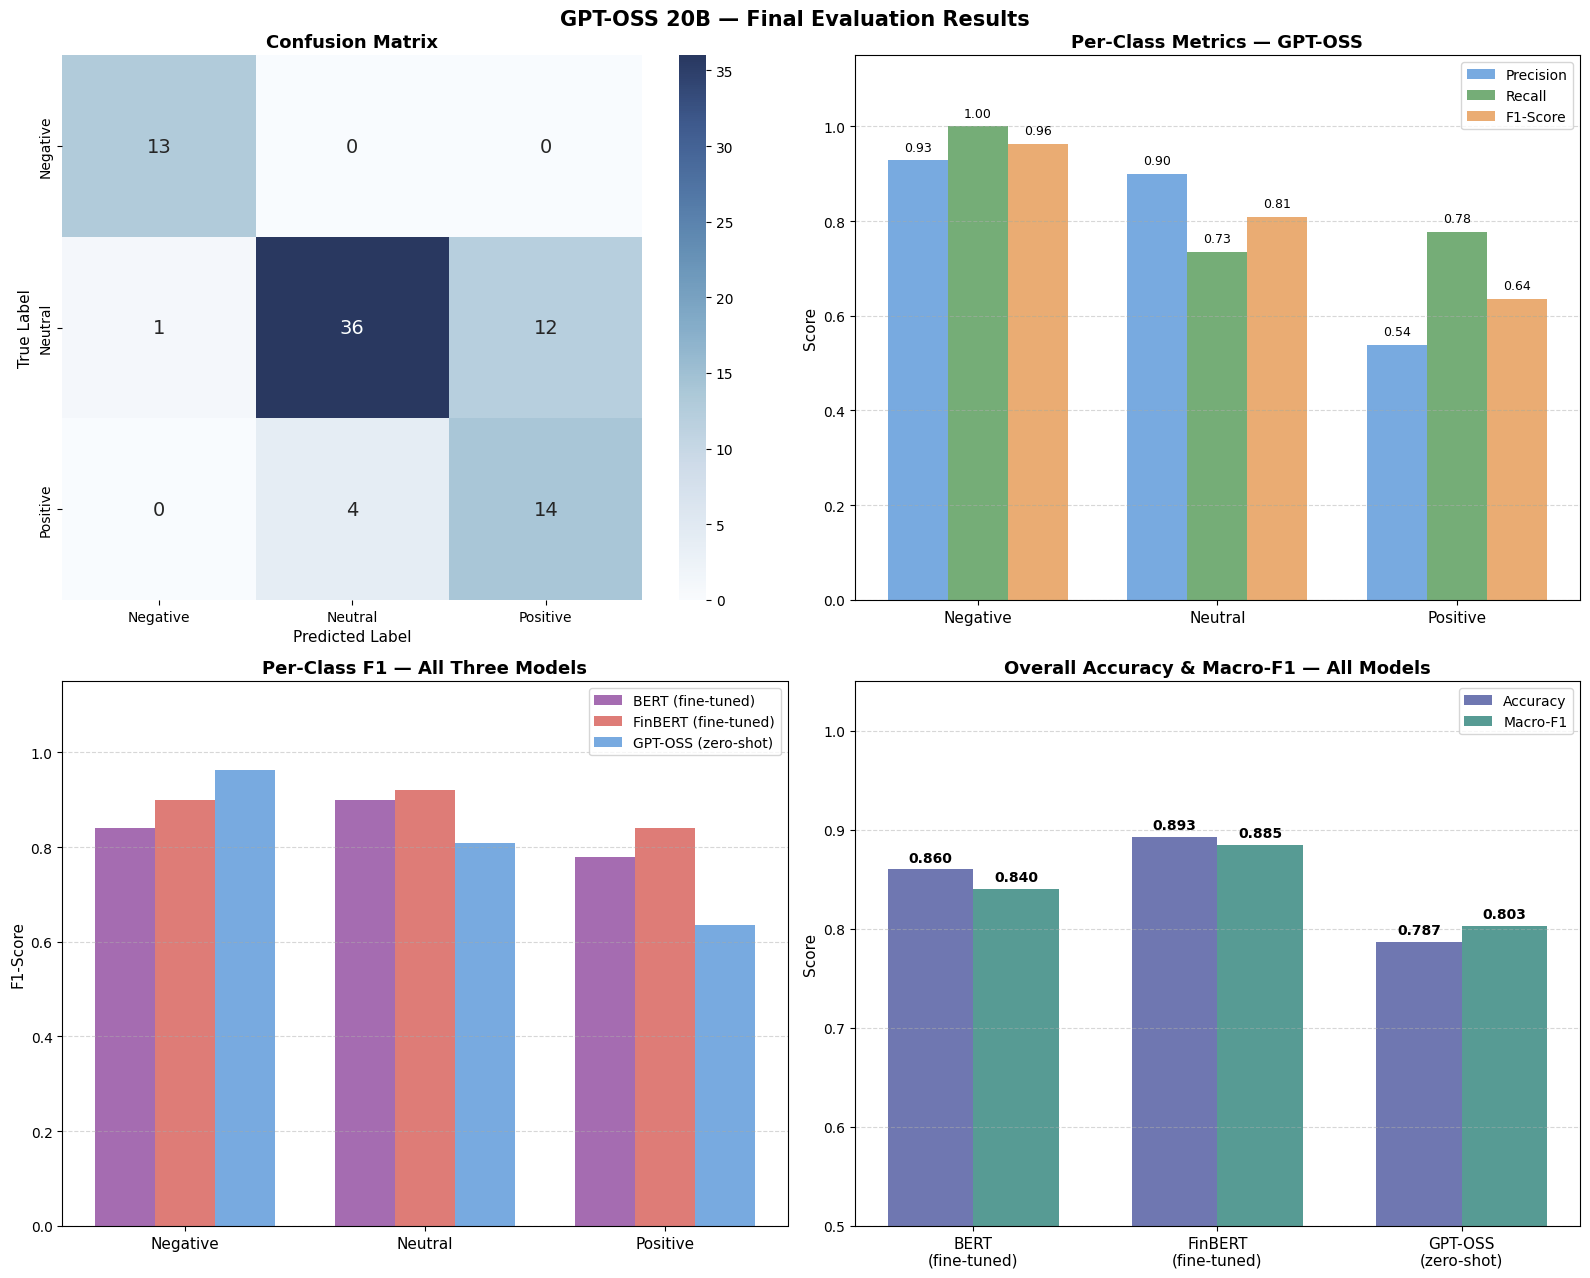 GPT-OSS 20B — Final Evaluation Results
Confusion Matrix
True Label
Negative
Neutral
Positive
13 0 0
1 36 12
0 4 14
Negative Neutral Positive
Predicted Label
35
30
25
20
15
10
5
0
Per-Class Metrics — GPT-OSS
Precision
Recall
F1-Score
Score
1.0
0.8
0.6
0.4
0.2
0.0
0.93 1.00 0.96
0.90 0.73 0.81
0.54 0.78 0.64
Negative Neutral Positive
Per-Class F1 — All Three Models
BERT (fine-tuned)
FinBERT (fine-tuned)
GPT-OSS (zero-shot)
F1-Score
1.0
0.8
0.6
0.4
0.2
0.0
Negative Neutral Positive
Overall Accuracy & Macro-F1 — All Models
Accuracy
Macro-F1
Score
1.0
0.9
0.8
0.7
0.6
0.5
0.860 0.840
0.893 0.885
0.787 0.803
BERT
(fine-tuned)
FinBERT
(fine-tuned)
GPT-OSS
(zero-shot)